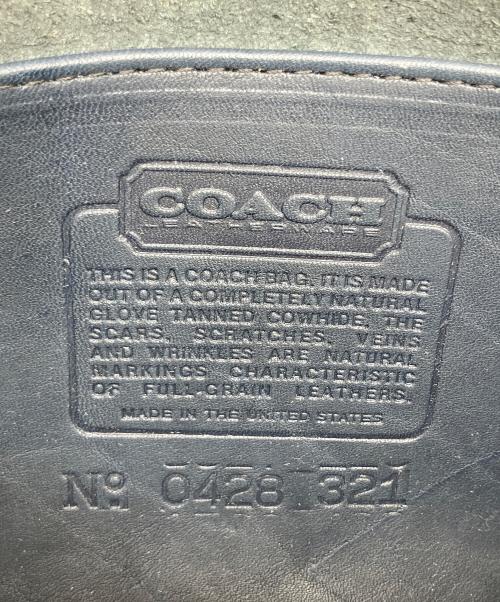 COACH
LEATHERWARE
THIS IS A COACH BAG. IT IS MADE
OUT OF A COMPLETELY NATURAL
GLOVE TANNED COWHIDE. THE
SCARS, SCRATCHES, VEINS
AND WRINKLES ARE NATURAL
MARKINGS CHARACTERISTIC
OF FULL-GRAIN LEATHERS.
MADE IN THE UNITED STATES
No 0428 321